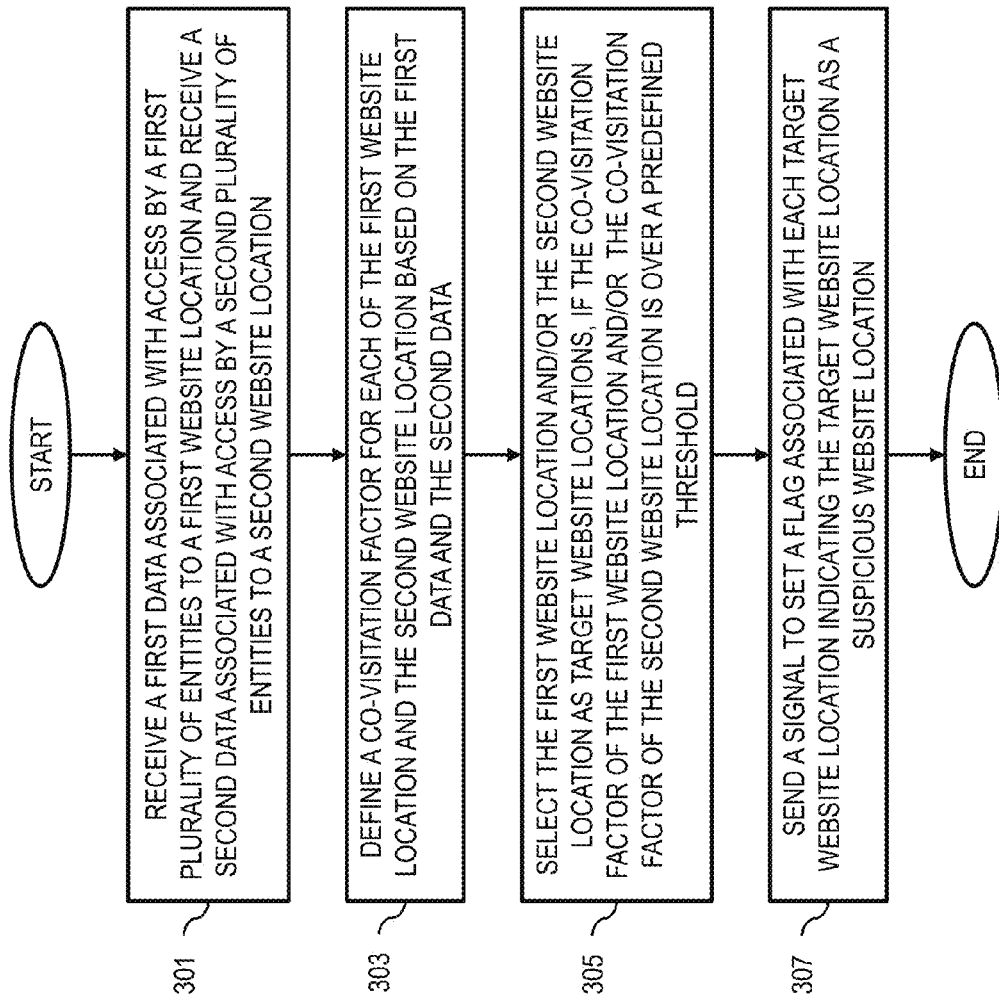 START
301
RECEIVE A FIRST DATA ASSOCIATED WITH ACCESS BY A FIRST
PLURALITY OF ENTITIES TO A FIRST WEBSITE LOCATION AND RECEIVE A
SECOND DATA ASSOCIATED WITH ACCESS BY A SECOND PLURALITY OF
ENTITIES TO A SECOND WEBSITE LOCATION
303
DEFINE A CO-VISITATION FACTOR FOR EACH OF THE FIRST WEBSITE
LOCATION AND THE SECOND WEBSITE LOCATION BASED ON THE FIRST
DATA AND THE SECOND DATA
305
SELECT THE FIRST WEBSITE LOCATION AND/OR THE SECOND WEBSITE
LOCATION AS TARGET WEBSITE LOCATIONS, IF THE CO-VISITATION
FACTOR OF THE FIRST WEBSITE LOCATION AND/OR THE CO-VISITATION
FACTOR OF THE SECOND WEBSITE LOCATION IS OVER A PREDEFINED
THRESHOLD
307
SEND A SIGNAL TO SET A FLAG ASSOCIATED WITH EACH TARGET
WEBSITE LOCATION INDICATING THE TARGET WEBSITE LOCATION AS A
SUSPICIOUS WEBSITE LOCATION
END